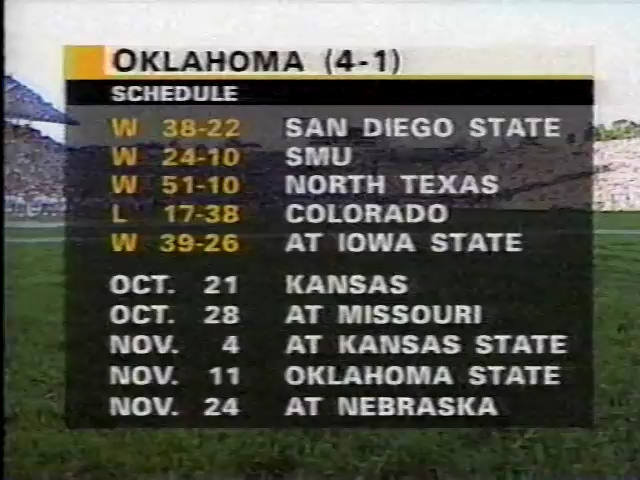 OKLAHOMA (4-1)
SCHEDULE
W 38-22 SAN DIEGO STATE
W 24-10 SMU
W 51-10 NORTH TEXAS
L 17-38 COLORADO
W 39-26 AT IOWA STATE
OCT. 21 KANSAS
OCT. 28 AT MISSOURI
NOV. 4 AT KANSAS STATE
NOV. 11 OKLAHOMA STATE
NOV. 24 AT NEBRASKA